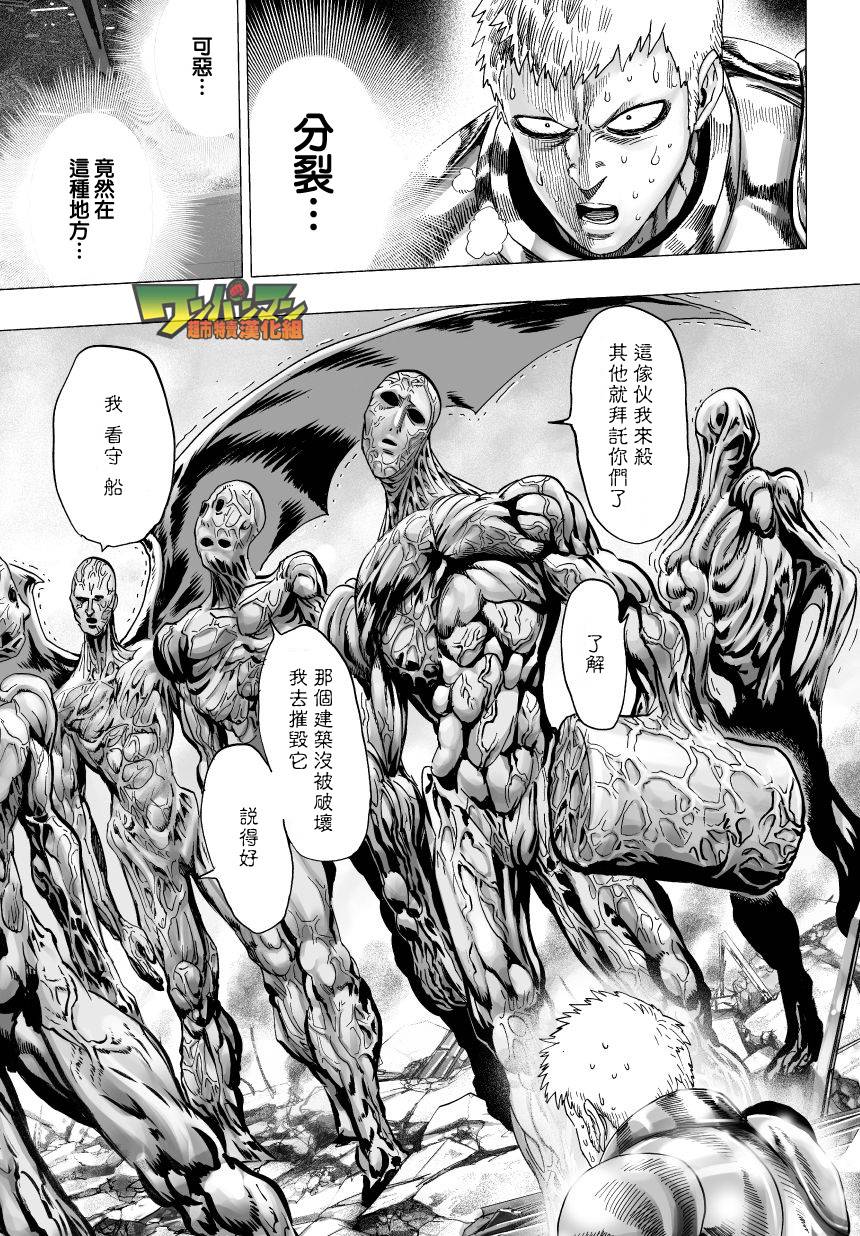 分裂…
可惡…
竟然在
這種地方…
ワンパンマン
超市特賣漢化組
這傢伙我來殺
其他就拜託你們了
了解
那個建築沒被破壞
我去摧毀它
説得好
我 看守 船